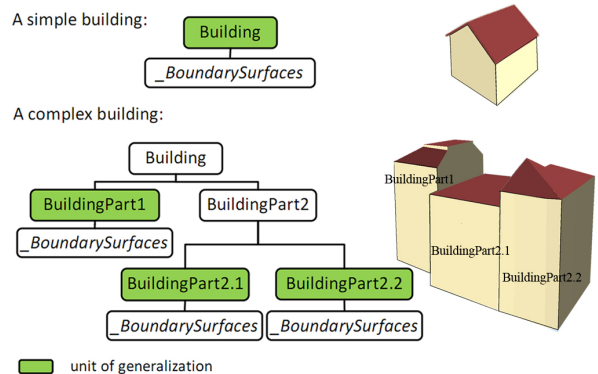 A simple building:
Building
_BoundarySurfaces
A complex building:
Building
BuildingPart1
BuildingPart2
_BoundarySurfaces
BuildingPart2.1
BuildingPart2.2
_BoundarySurfaces
_BoundarySurfaces
BuildingPart1
BuildingPart2.1
BuildingPart2.2
unit of generalization